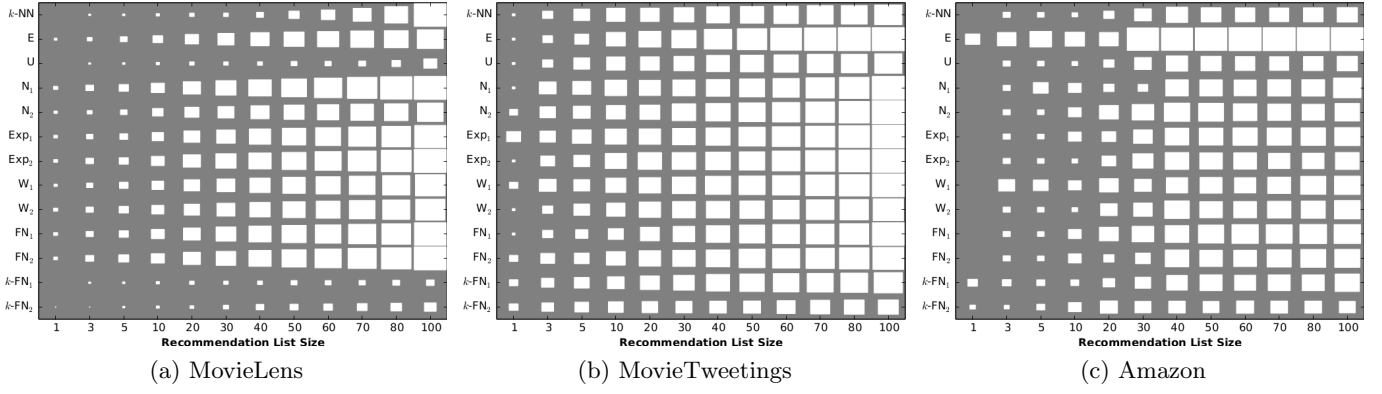 k-NN
E
U
N₁
N₂
Exp₁
Exp₂
W₁
W₂
FN₁
FN₂
k-FN₁
k-FN₂
1 3 5 10 20 30 40 50 60 70 80 100
Recommendation List Size
(a) MovieLens
k-NN
E
U
N₁
N₂
Exp₁
Exp₂
W₁
W₂
FN₁
FN₂
k-FN₁
k-FN₂
1 3 5 10 20 30 40 50 60 70 80 100
Recommendation List Size
(b) MovieTweetings
k-NN
E
U
N₁
N₂
Exp₁
Exp₂
W₁
W₂
FN₁
FN₂
k-FN₁
k-FN₂
1 3 5 10 20 30 40 50 60 70 80 100
Recommendation List Size
(c) Amazon